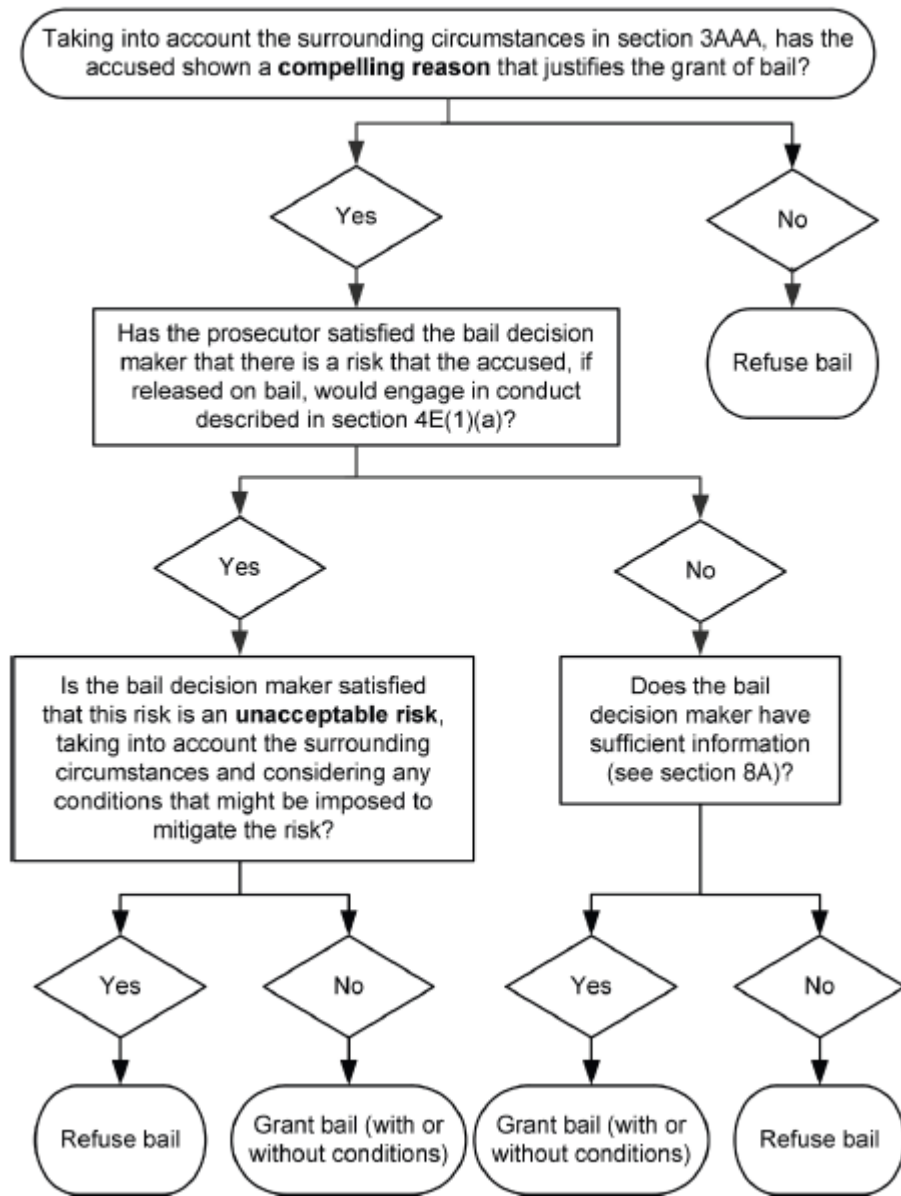 Taking into account the surrounding circumstances in section 3AAA, has the
accused shown a compelling reason that justifies the grant of bail?
Yes
No
Has the prosecutor satisfied the bail decision
maker that there is a risk that the accused, if
released on bail, would engage in conduct
described in section 4E(1)(a)?
Refuse bail
Yes
No
Is the bail decision maker satisfied
that this risk is an unacceptable risk,
taking into account the surrounding
circumstances and considering any
conditions that might be imposed to
mitigate the risk?
Does the bail
decision maker have
sufficient information
(see section 8A)?
Yes
No
Yes
No
Refuse bail
Grant bail (with or
without conditions)
Grant bail (with or
without conditions)
Refuse bail